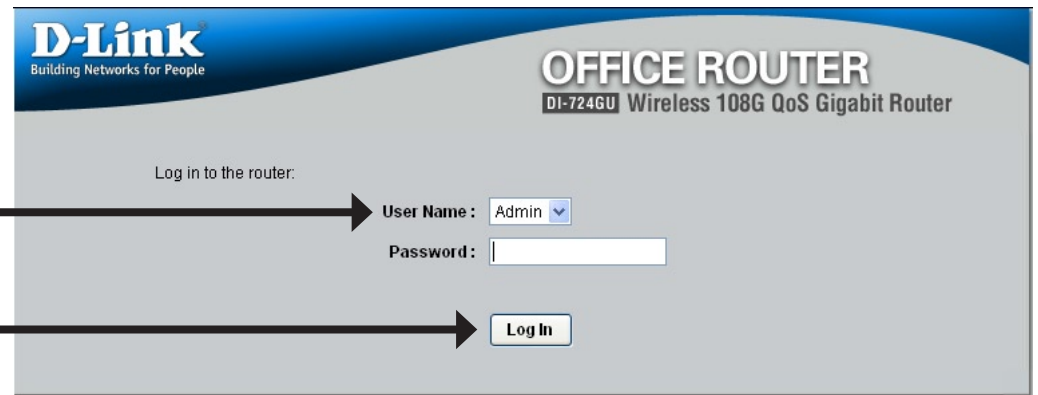 D-Link
Building Networks for People
OFFICE ROUTER
DI-724GU Wireless 108G QoS Gigabit Router
Log in to the router:
User Name : Admin
Password :
Log In